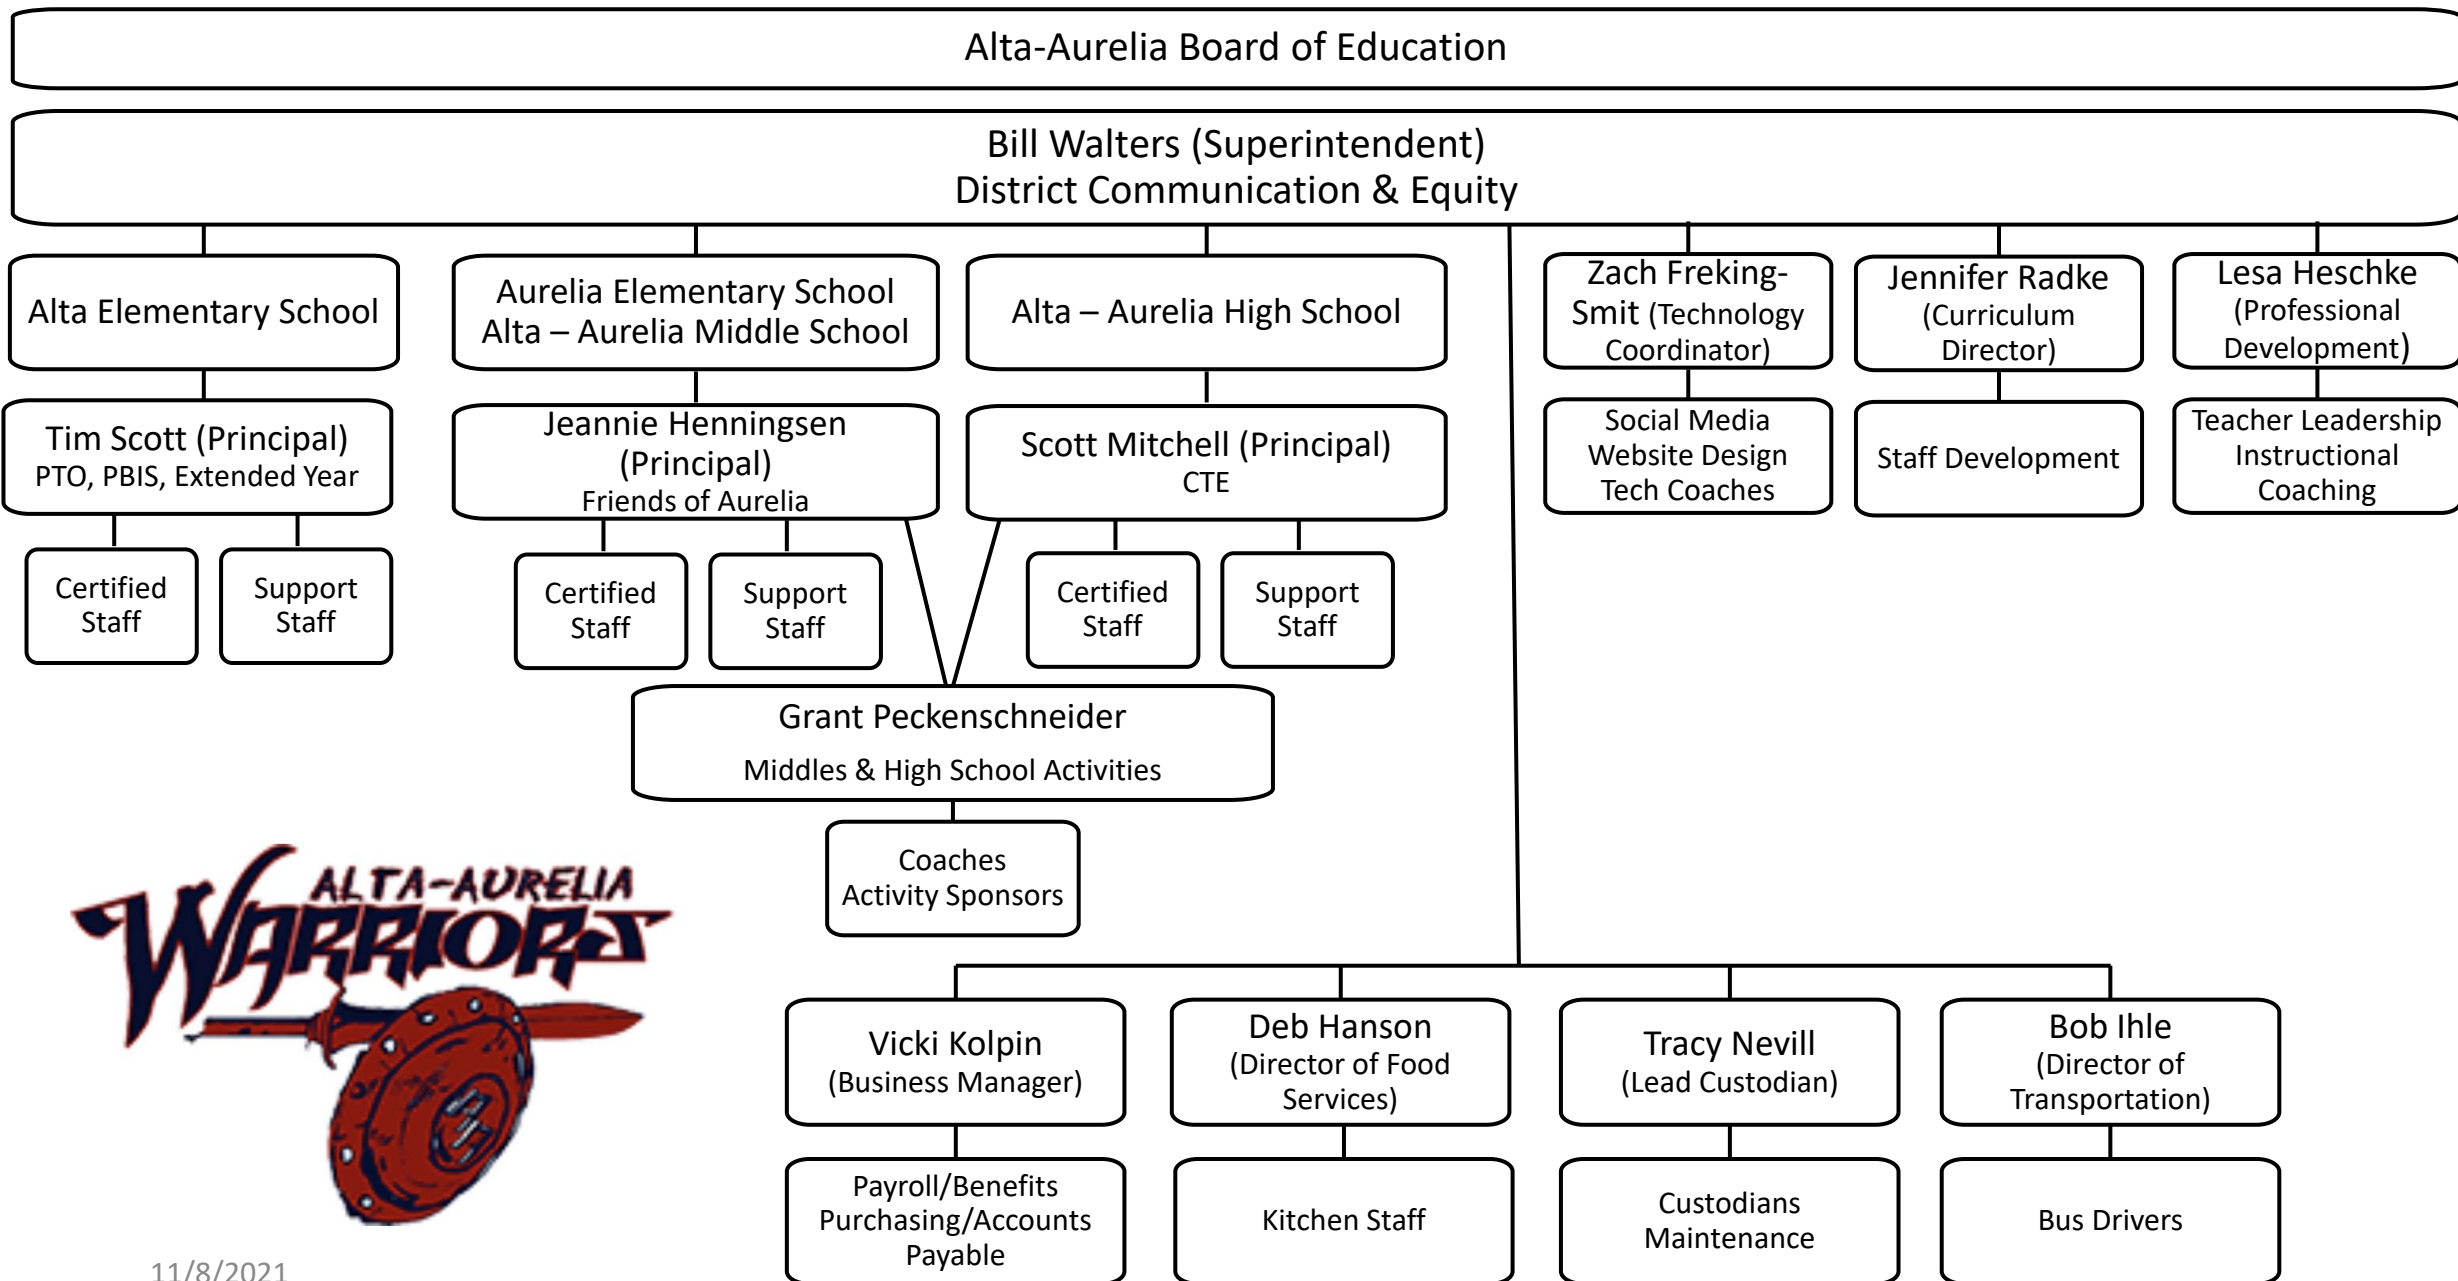 Alta-Aurelia Board of Education
Bill Walters (Superintendent)
District Communication & Equity
Alta Elementary School
Aurelia Elementary School
Alta – Aurelia Middle School
Alta – Aurelia High School
Zach Freking-
Smit (Technology
Coordinator)
Jennifer Radke
(Curriculum
Director)
Lesa Heschke
(Professional
Development)
Tim Scott (Principal)
PTO, PBIS, Extended Year
Jeannie Henningsen
(Principal)
Friends of Aurelia
Scott Mitchell (Principal)
CTE
Social Media
Website Design
Tech Coaches
Staff Development
Teacher Leadership
Instructional
Coaching
Certified
Staff
Support
Staff
Certified
Staff
Support
Staff
Certified
Staff
Support
Staff
Grant Peckenschneider
Middles & High School Activities
Coaches
Activity Sponsors
ALTA-AURELIA
WARRIORS
Vicki Kolpin
(Business Manager)
Deb Hanson
(Director of Food
Services)
Tracy Nevill
(Lead Custodian)
Bob Ihle
(Director of
Transportation)
Payroll/Benefits
Purchasing/Accounts
Payable
Kitchen Staff
Custodians
Maintenance
Bus Drivers
11/8/2021